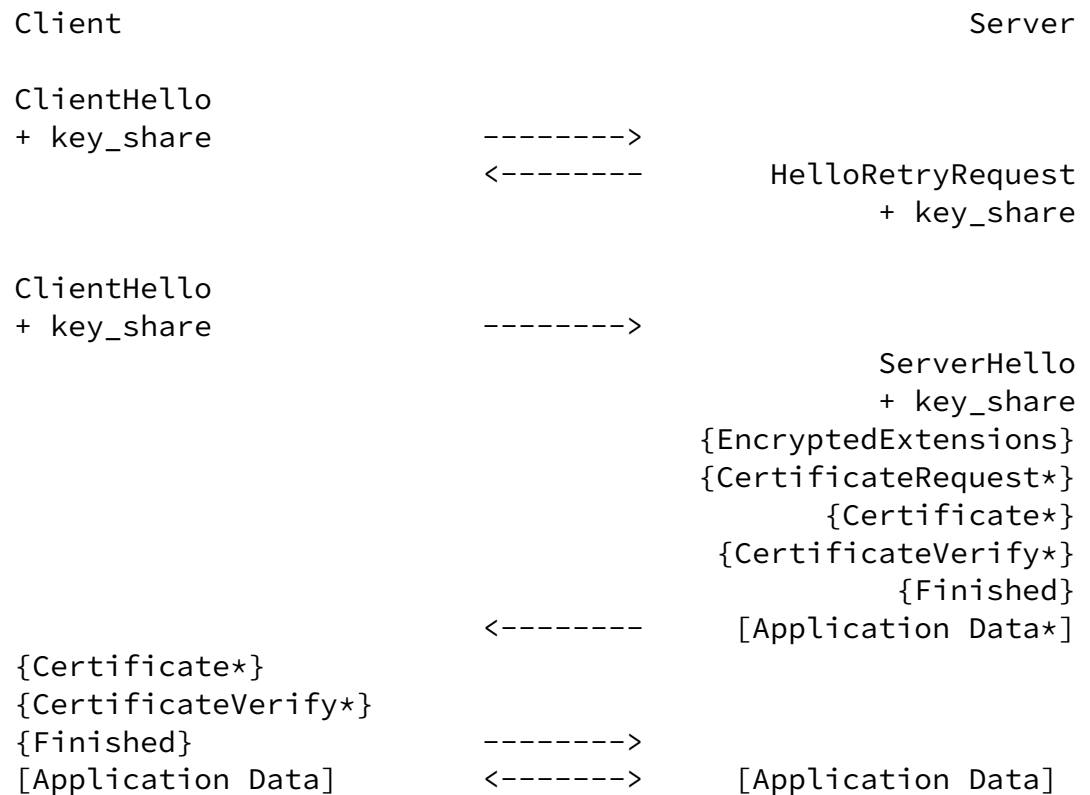 Client                                               Server

ClientHello
+ key_share               -------->
                          <--------       HelloRetryRequest
                                                + key_share

ClientHello
+ key_share               -------->
                                                ServerHello
                                                + key_share
                                      {EncryptedExtensions}
                                      {CertificateRequest*}
                                             {Certificate*}
                                       {CertificateVerify*}
                                                 {Finished}
                          <--------     [Application Data*]
{Certificate*}
{CertificateVerify*}
{Finished}                -------->
[Application Data]        <------->     [Application Data]